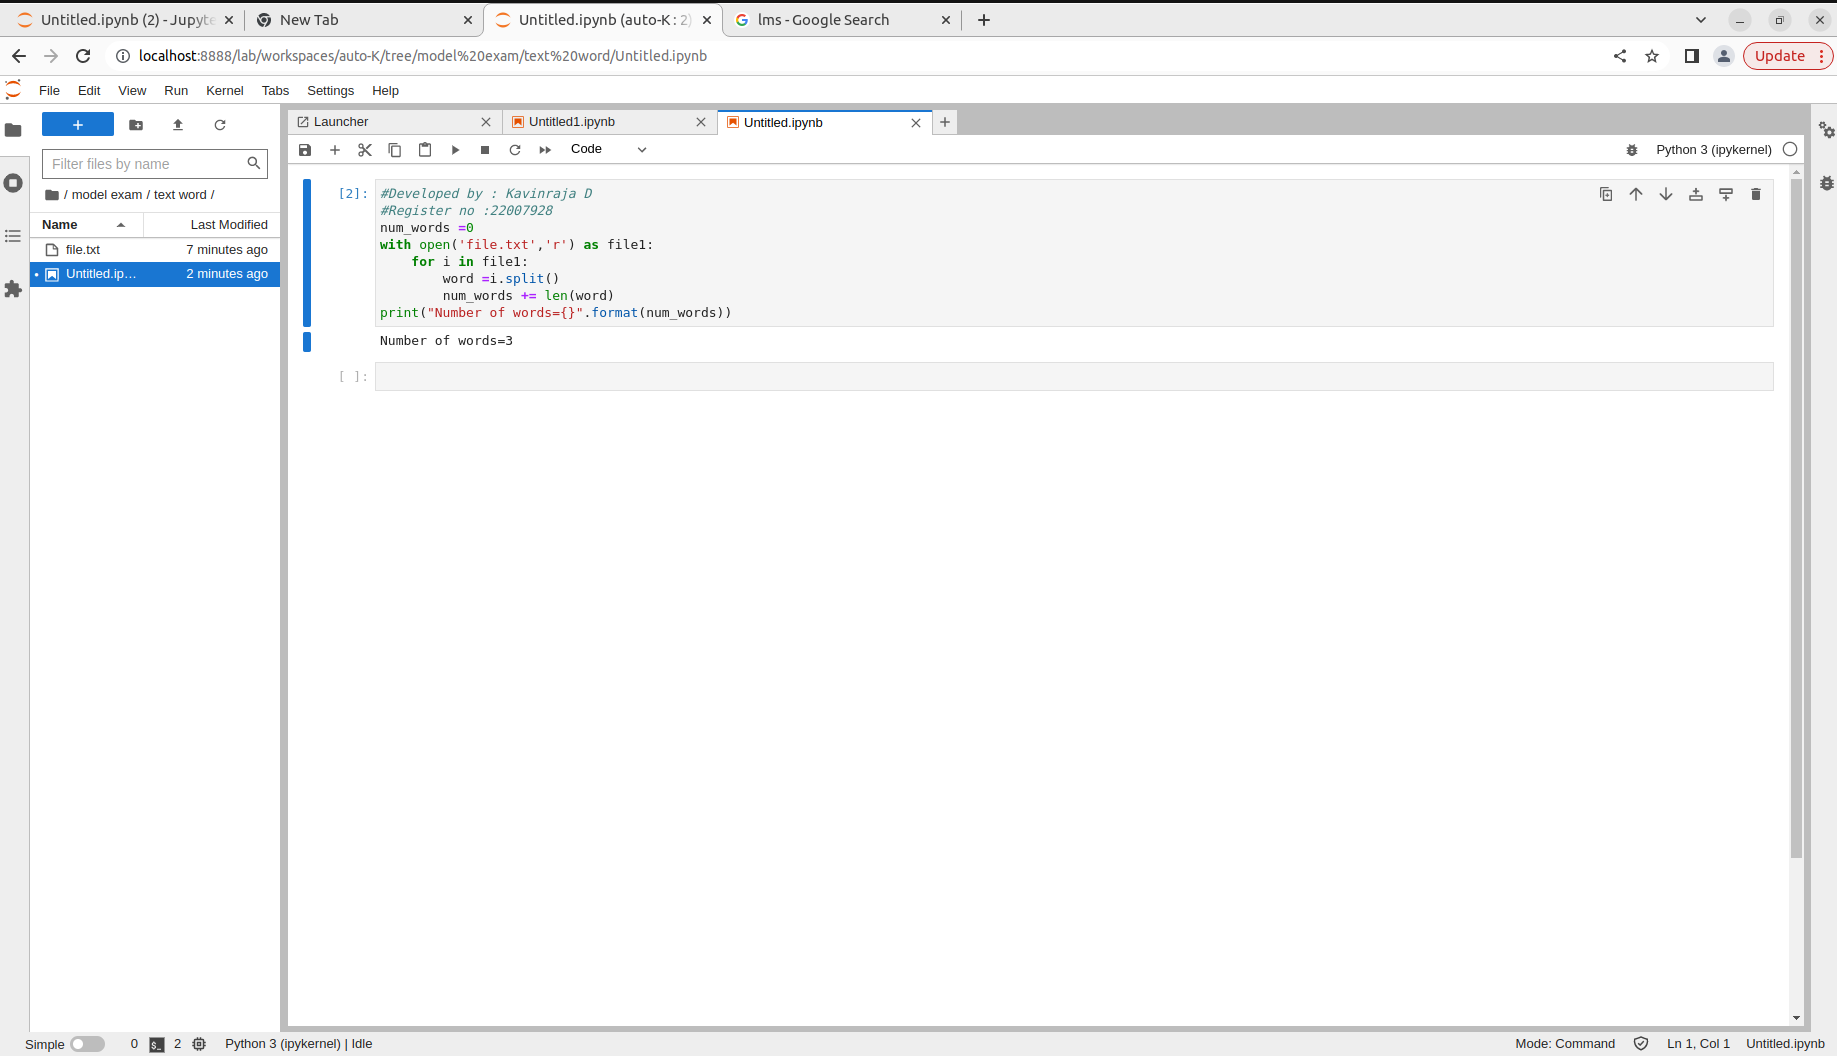 Untitled.ipynb (2) - Jupyte
New Tab
Untitled.ipynb (auto-K : 2)
lms - Google Search
localhost:8888/lab/workspaces/auto-K/tree/model%20exam/text%20word/Untitled.ipynb
Update
File Edit View Run Kernel Tabs Settings Help
Filter files by name
/ model exam / text word /
Name Last Modified
file.txt 7 minutes ago
Untitled.ip… 2 minutes ago
Launcher
Untitled1.ipynb
Untitled.ipynb
Code
Python 3 (ipykernel)
[2]:
#Developed by : Kavinraja D
#Register no :22007928
num_words =0
with open('file.txt','r') as file1:
    for i in file1:
        word =i.split()
        num_words += len(word)
print("Number of words={}".format(num_words))
Number of words=3
[ ]:
Simple 0 $_ 2 Python 3 (ipykernel) | Idle
Mode: Command Ln 1, Col 1 Untitled.ipynb